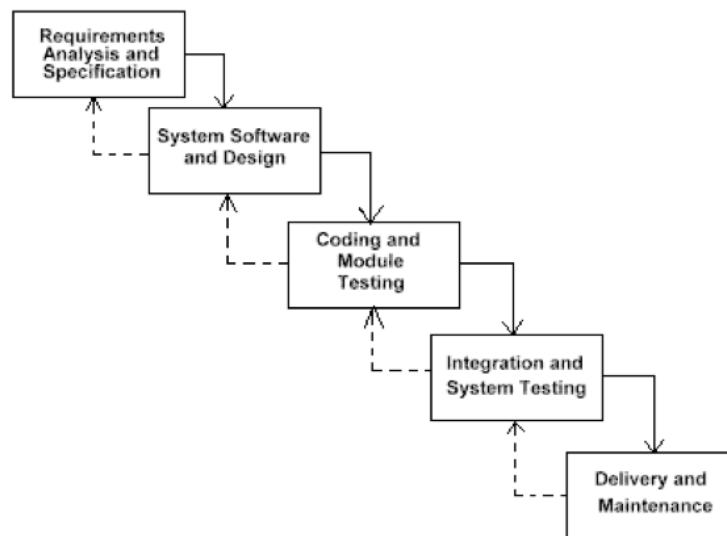 Requirements
Analysis and
Specification
System Software
and Design
Coding and
Module
Testing
Integration and
System Testing
Delivery and
Maintenance